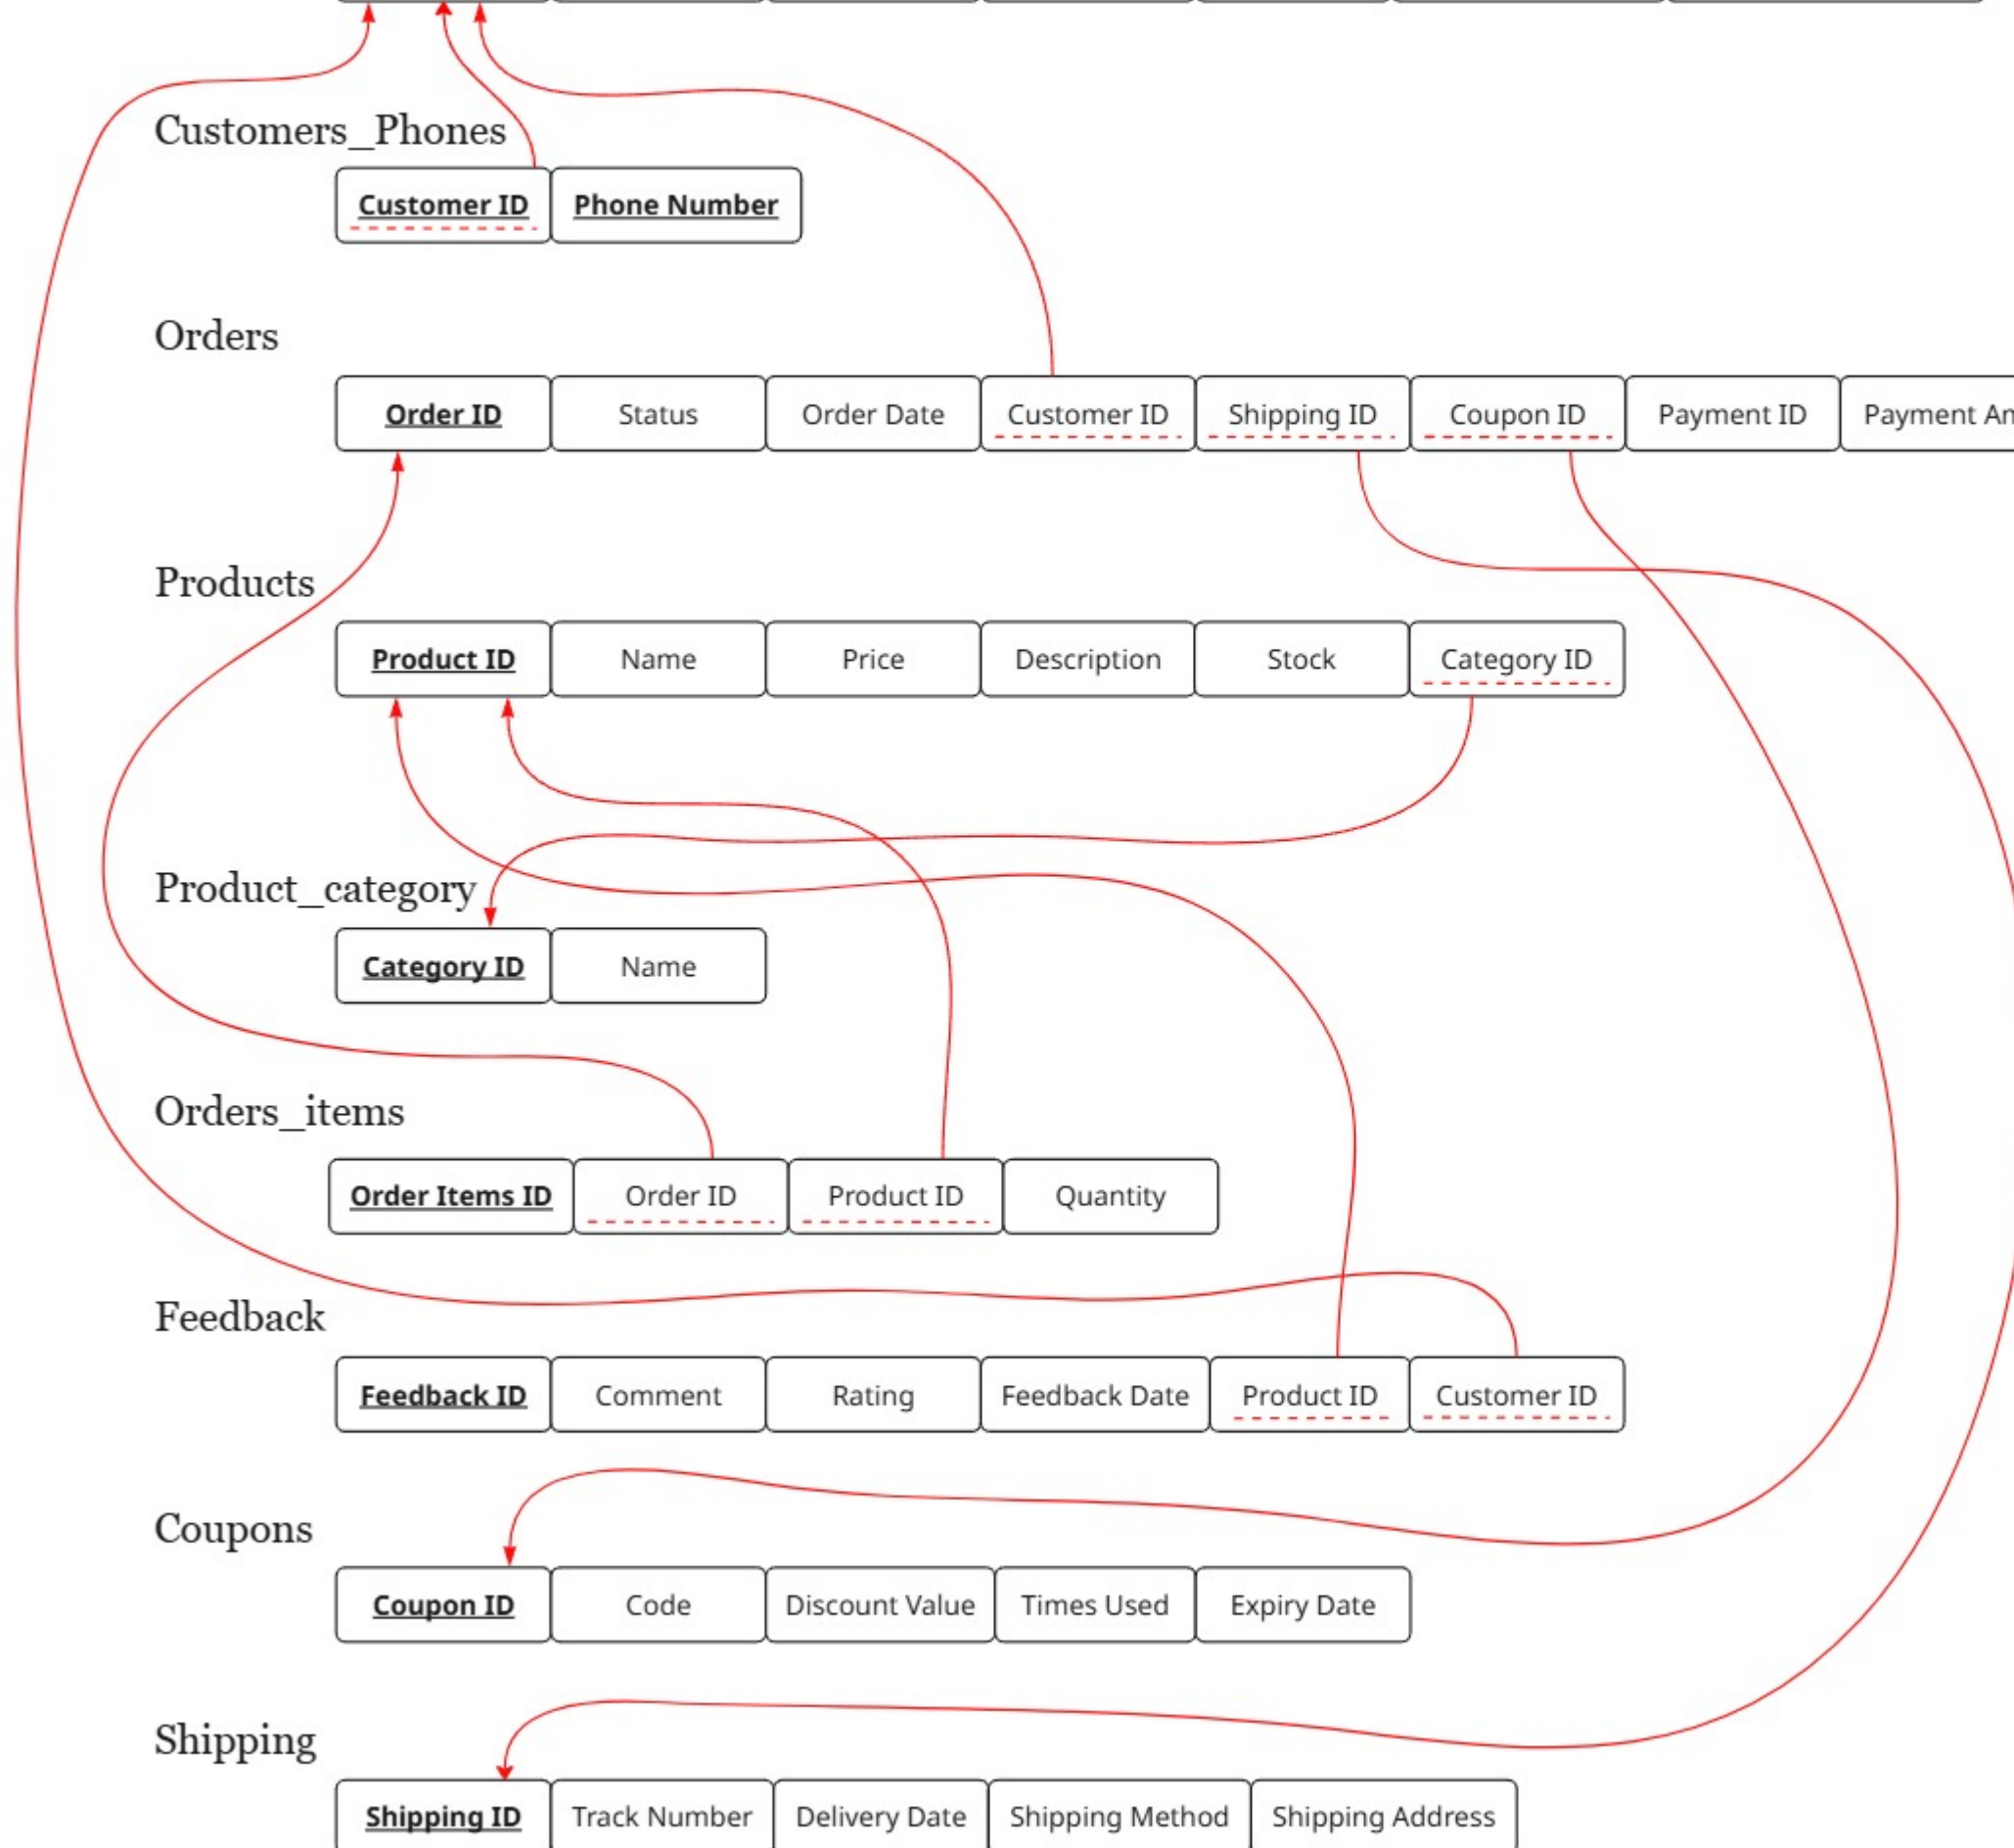 Customers_Phones
Customer ID Phone Number
Orders
Order ID Status Order Date Customer ID Shipping ID Coupon ID Payment ID Payment An
Products
Product ID Name Price Description Stock Category ID
Product_category
Category ID Name
Orders_items
Order Items ID Order ID Product ID Quantity
Feedback
Feedback ID Comment Rating Feedback Date Product ID Customer ID
Coupons
Coupon ID Code Discount Value Times Used Expiry Date
Shipping
Shipping ID Track Number Delivery Date Shipping Method Shipping Address